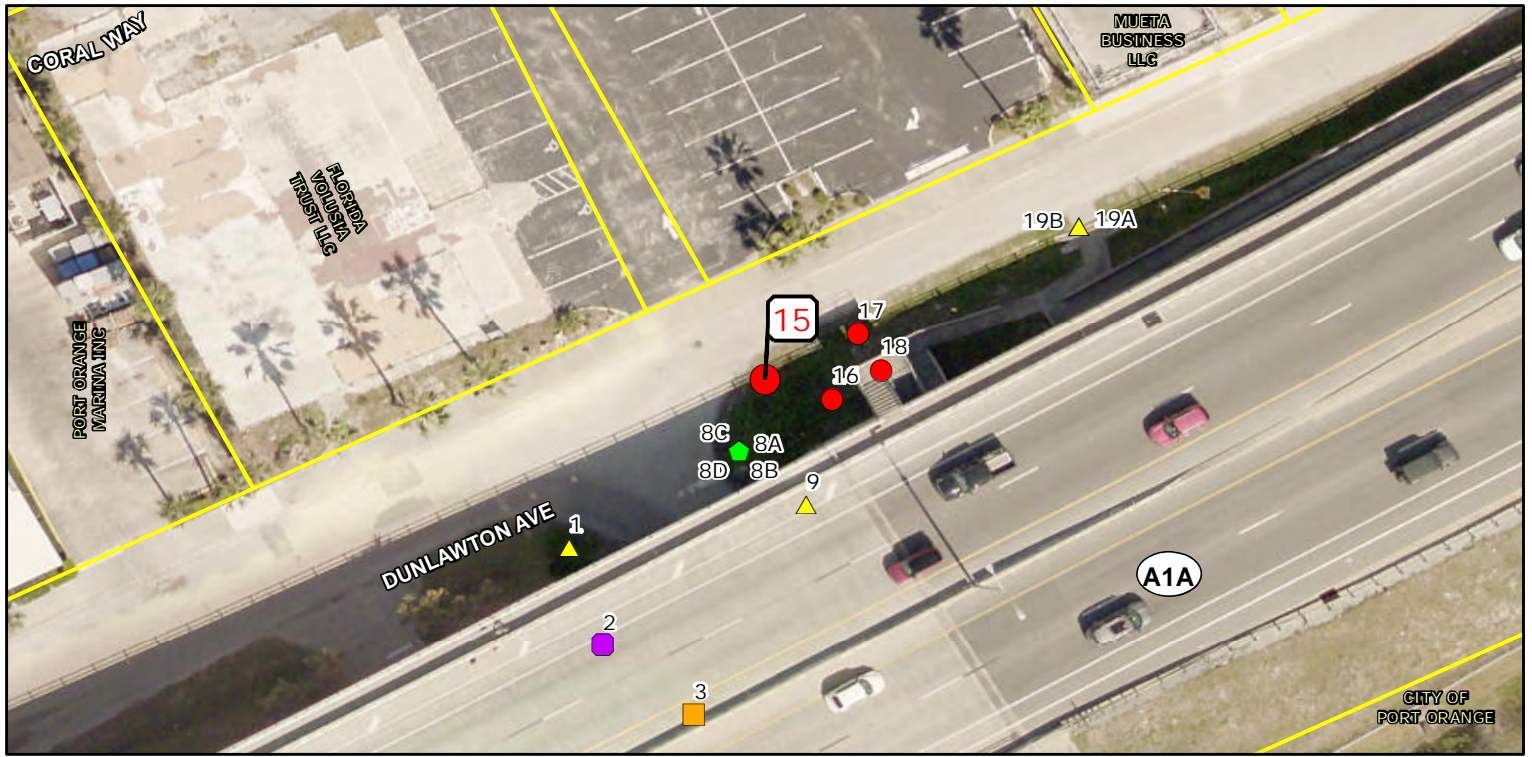 CORAL WAY
MUETA
BUSINESS
LLC
FLORIDA
VOLUSIA
TRUST LLC
19B
19A
15
17
18
16
PORT ORANGE
MARINA INC
8C
8A
8D
8B
9
DUNLAWTON AVE
1
A1A
2
3
CITY OF
PORT ORANGE